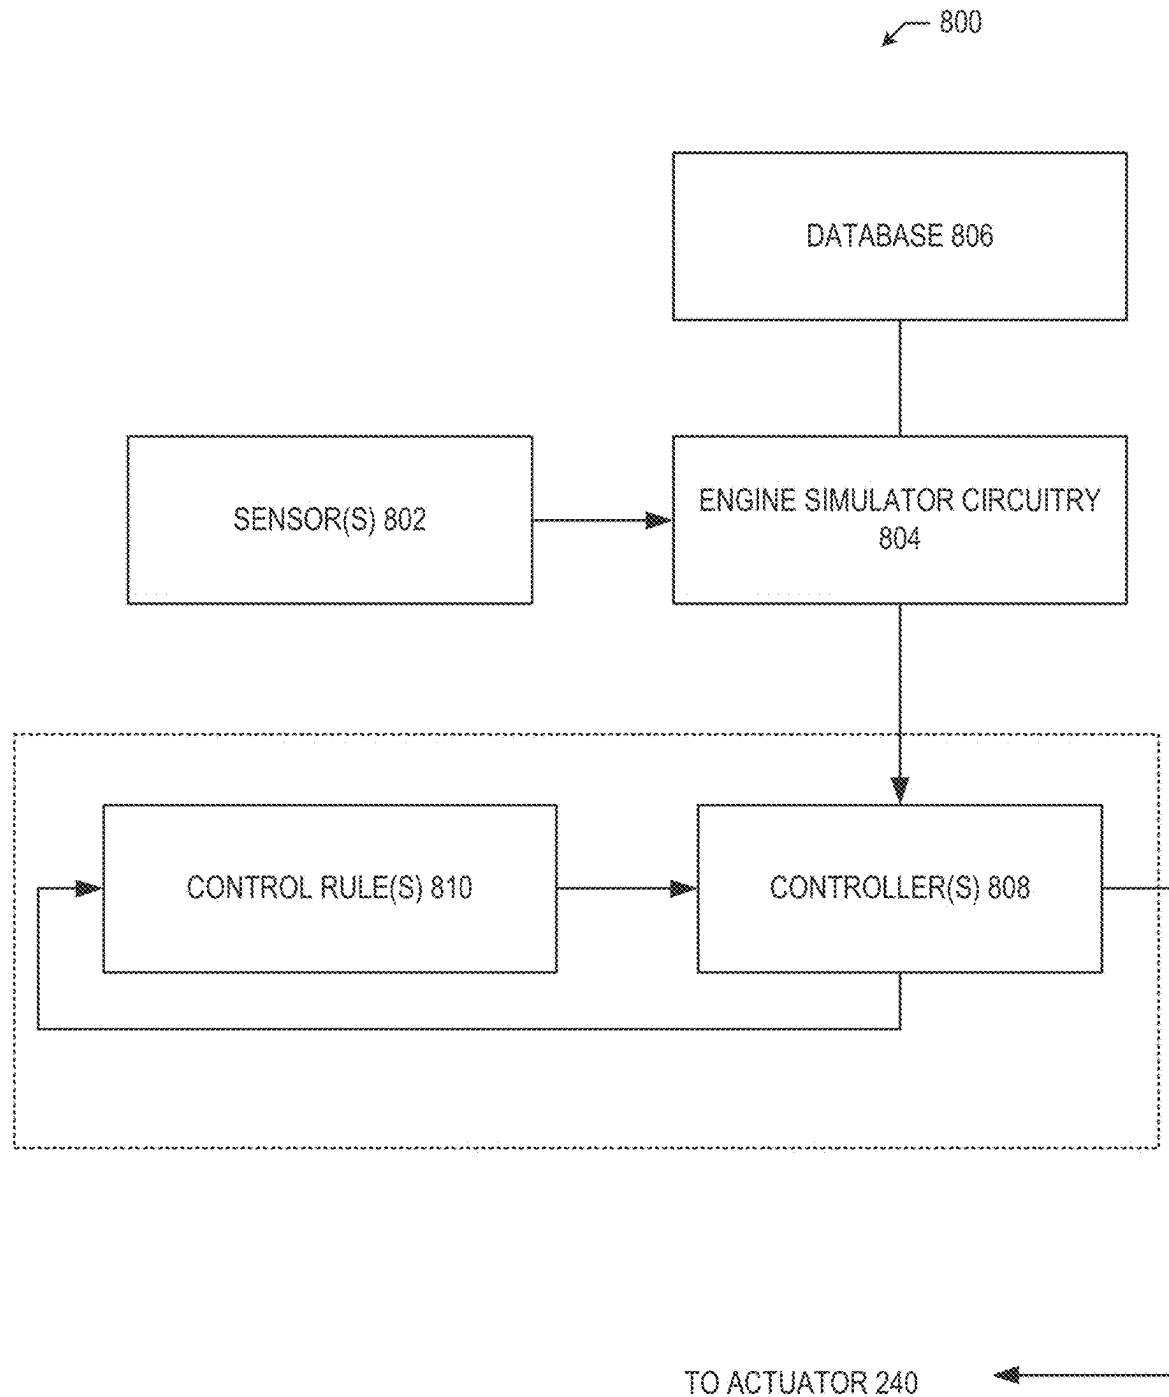 800
DATABASE 806
SENSOR(S) 802
ENGINE SIMULATOR CIRCUITRY
804
CONTROL RULE(S) 810
CONTROLLER(S) 808
TO ACTUATOR 240